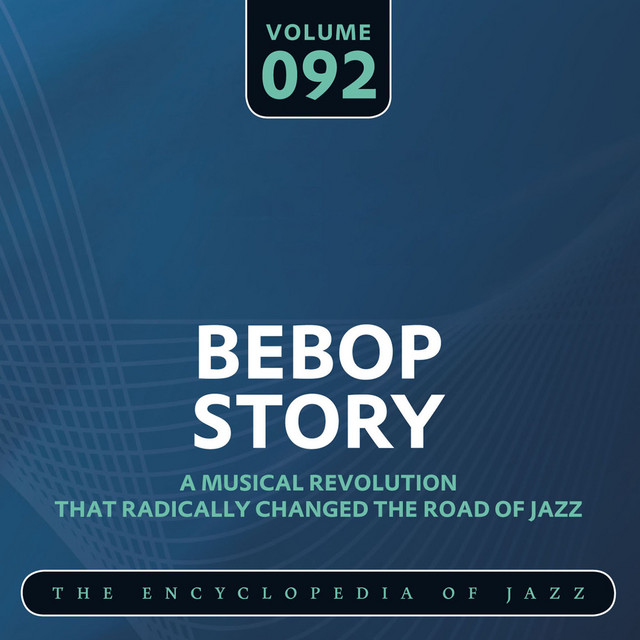 VOLUME
092
BEBOP
STORY
A MUSICAL REVOLUTION
THAT RADICALLY CHANGED THE ROAD OF JAZZ
THE ENCYCLOPEDIA OF JAZZ